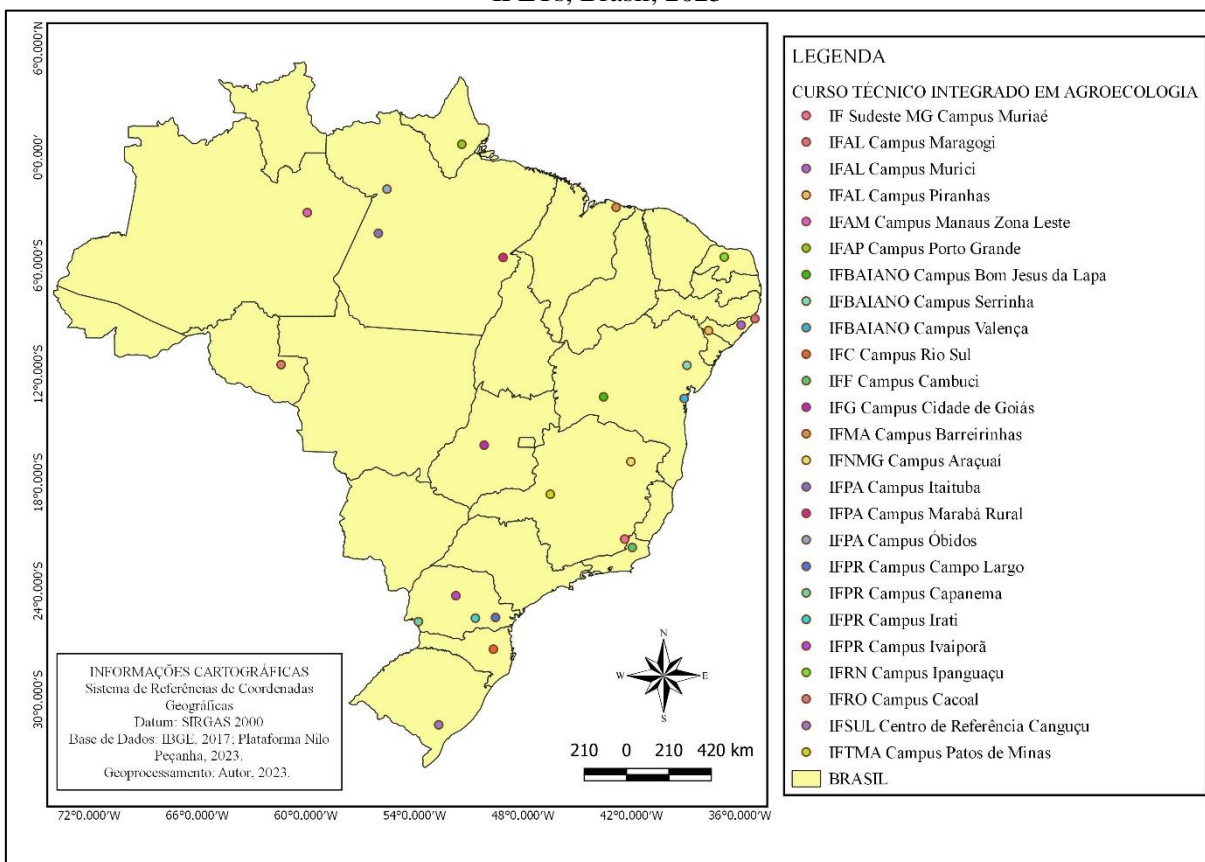 IFETs, Brasil, 2023
6°0.000'N
0°0.000'
6°0.000'S
12°0.000'S
18°0.000'S
24°0.000'S
30°0.000'S
INFORMAÇÕES CARTOGRÁFICAS
Sistema de Referências de Coordenadas
Geográficas
Datum: SIRGAS 2000
Base de Dados: IBGE, 2017; Plataforma Nilo
Peçanha, 2023.
Geoprocessamento: Autor, 2023.
N
W
E
S
210 0 210 420 km
72°0.000'W 66°0.000'W 60°0.000'W 54°0.000'W 48°0.000'W 42°0.000'W 36°0.000'W
LEGENDA
CURSO TÉCNICO INTEGRADO EM AGROECOLOGIA
IF Sudeste MG Campus Muriaé
IFAL Campus Maragogi
IFAL Campus Murici
IFAL Campus Piranhas
IFAM Campus Manaus Zona Leste
IFAP Campus Porto Grande
IFBAIANO Campus Bom Jesus da Lapa
IFBAIANO Campus Serrinha
IFBAIANO Campus Valença
IFC Campus Rio Sul
IFF Campus Cambuci
IFG Campus Cidade de Goiás
IFMA Campus Barreirinhas
IFNMG Campus Araçuaí
IFPA Campus Itaituba
IFPA Campus Marabá Rural
IFPA Campus Óbidos
IFPR Campus Campo Largo
IFPR Campus Capanema
IFPR Campus Irati
IFPR Campus Ivaiporã
IFRN Campus Ipanguaçu
IFRO Campus Cacoal
IFSUL Centro de Referência Canguçu
IFTMA Campus Patos de Minas
BRASIL